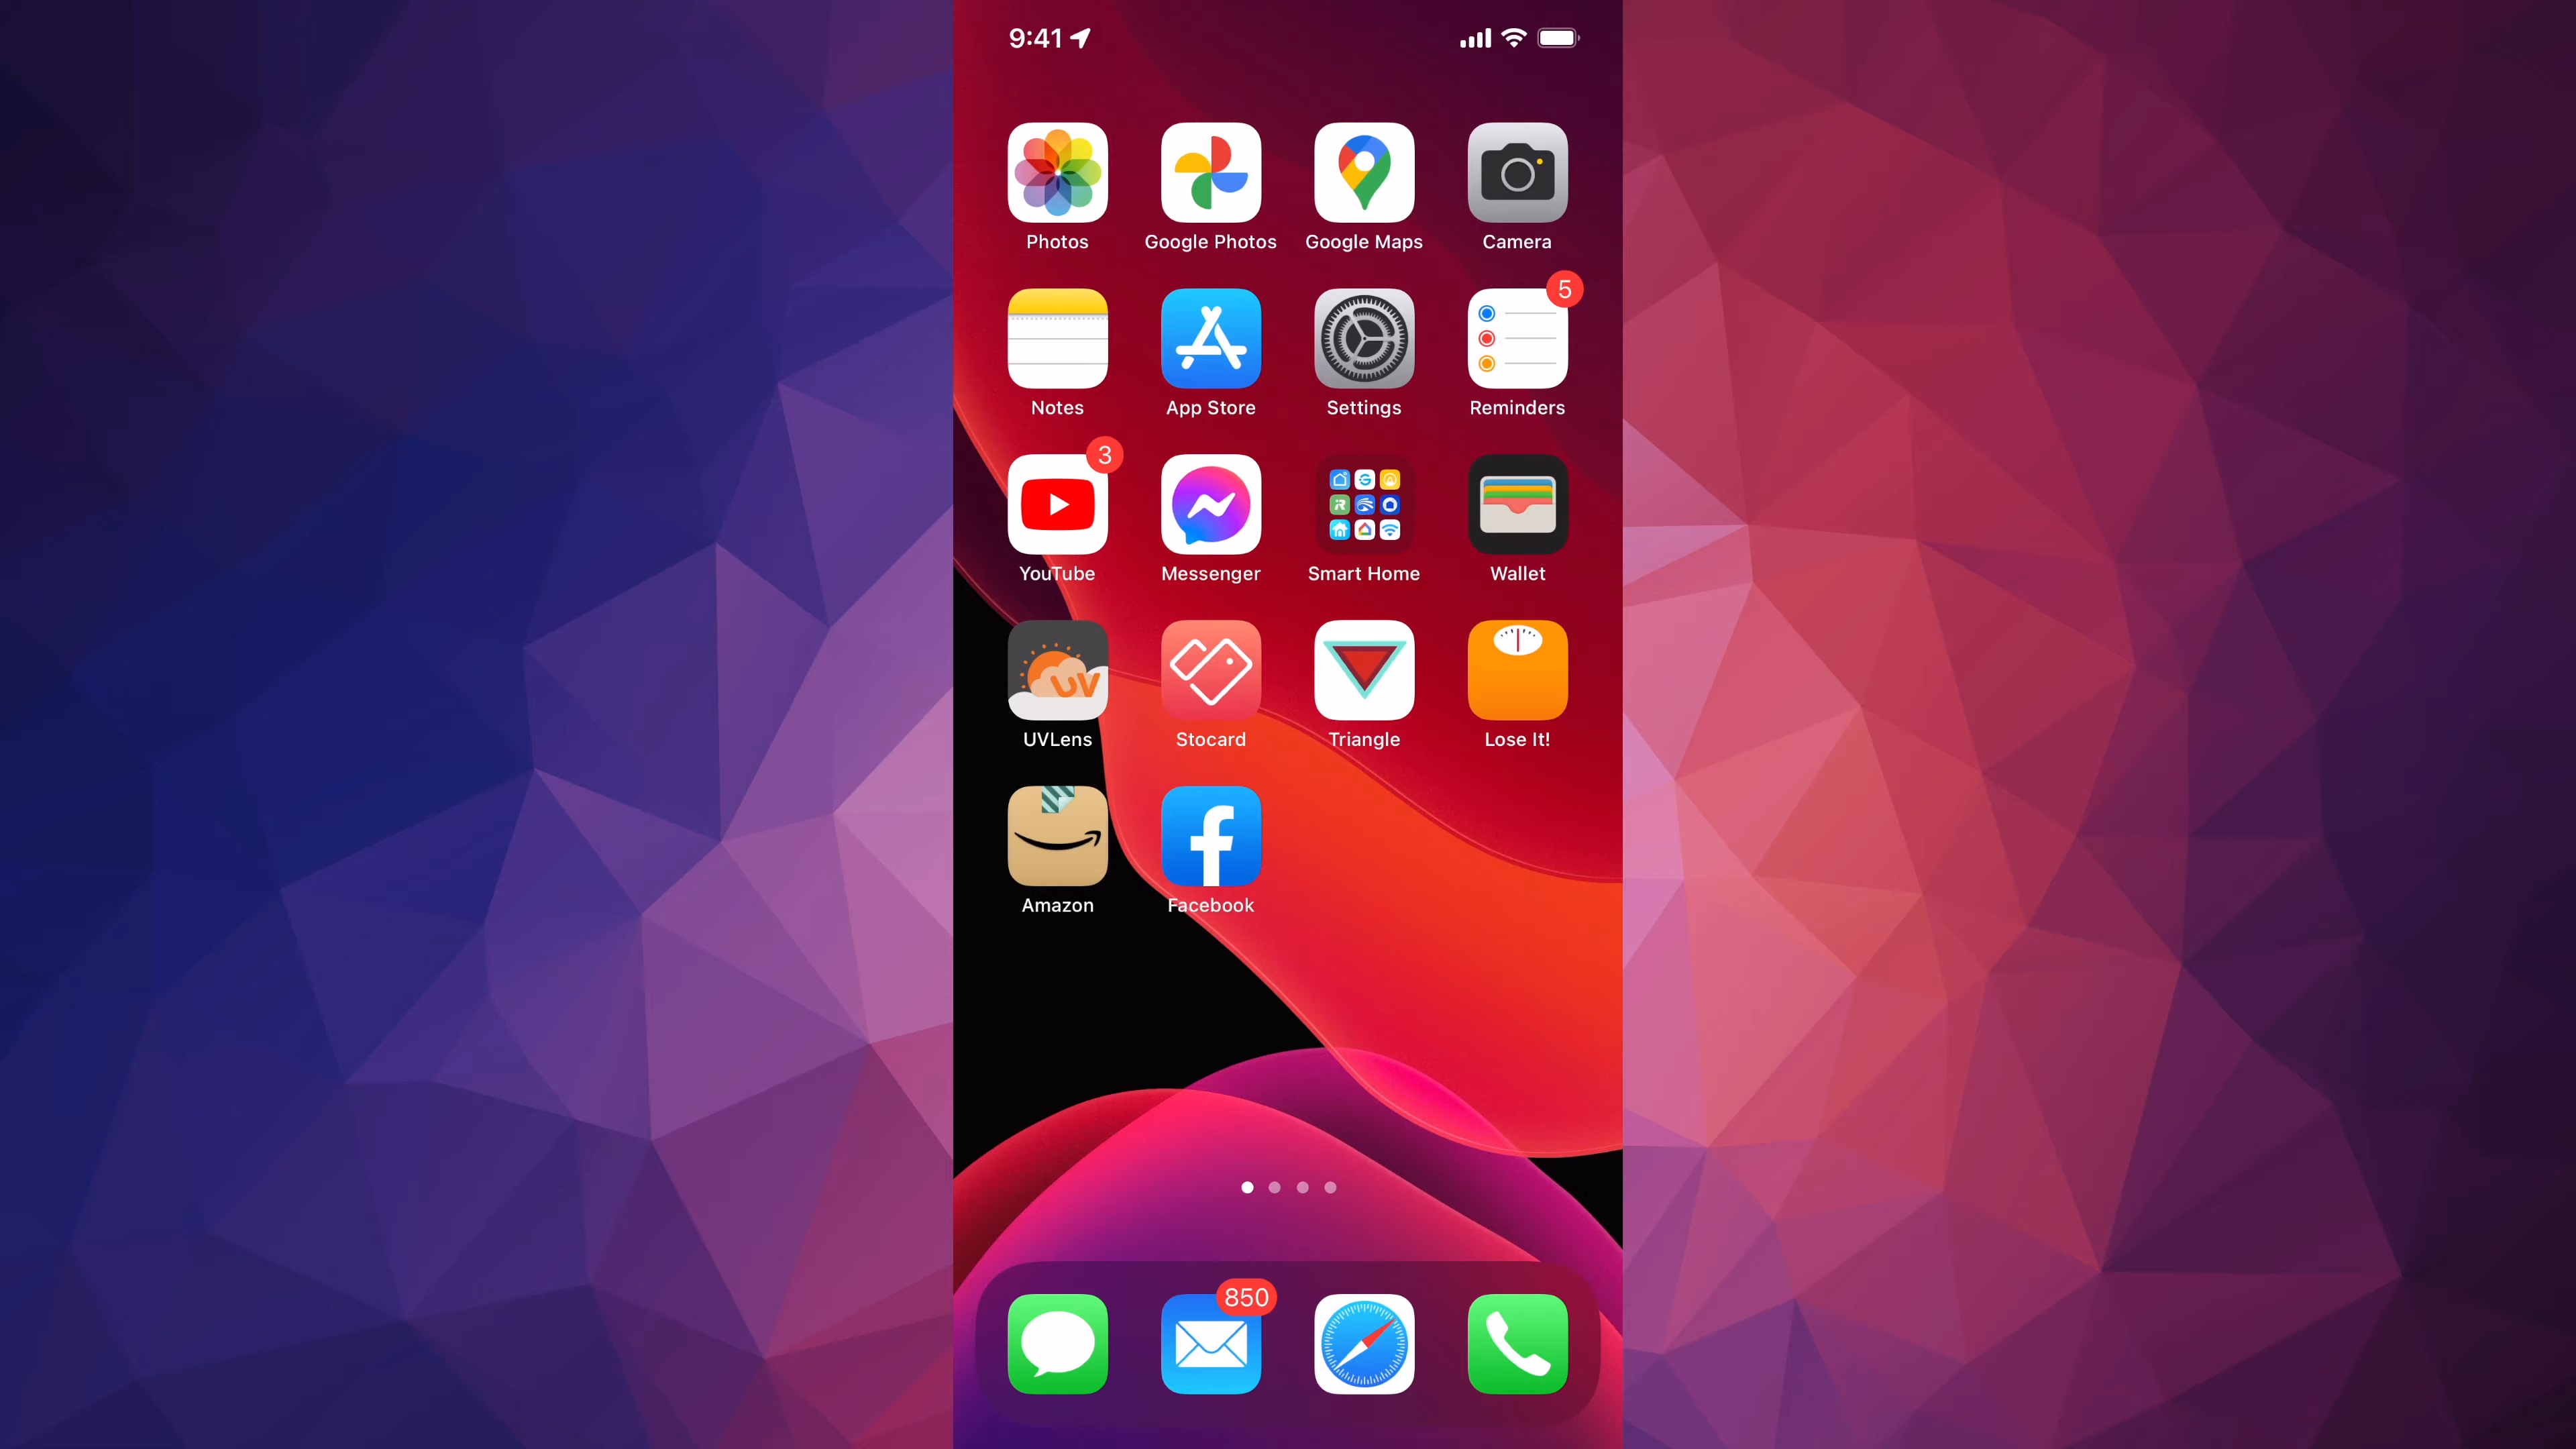 9:41
Photos Google Photos Google Maps Camera
5
Notes App Store Settings Reminders
3
YouTube Messenger Smart Home Wallet
UV
UVLens Stocard Triangle Lose It!
Amazon Facebook
850